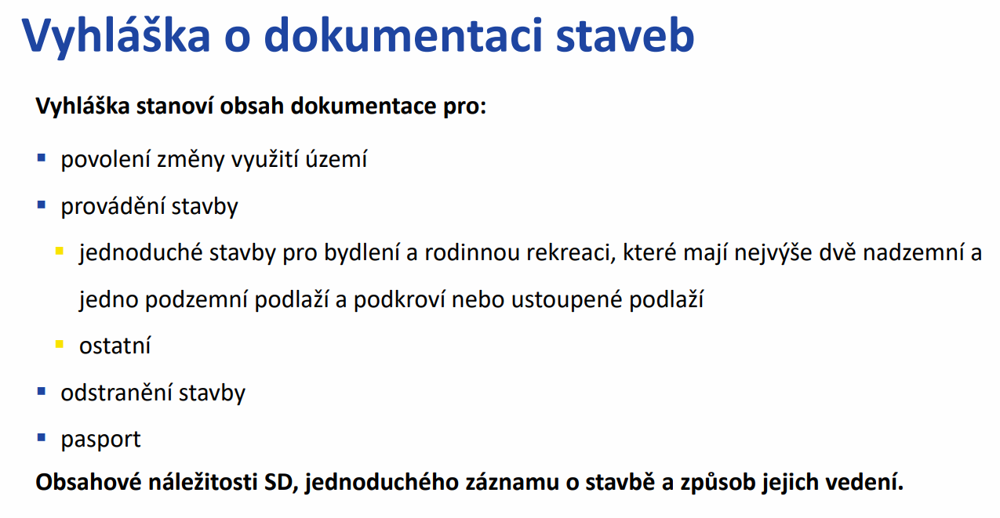 Vyhláška o dokumentaci staveb
Vyhláška stanoví obsah dokumentace pro:
▪ povolení změny využití území
▪ provádění stavby
▪ jednoduché stavby pro bydlení a rodinnou rekreaci, které mají nejvýše dvě nadzemní a
jedno podzemní podlaží a podkroví nebo ustoupené podlaží
▪ ostatní
▪ odstranění stavby
▪ pasport
Obsahové náležitosti SD, jednoduchého záznamu o stavbě a způsob jejich vedení.